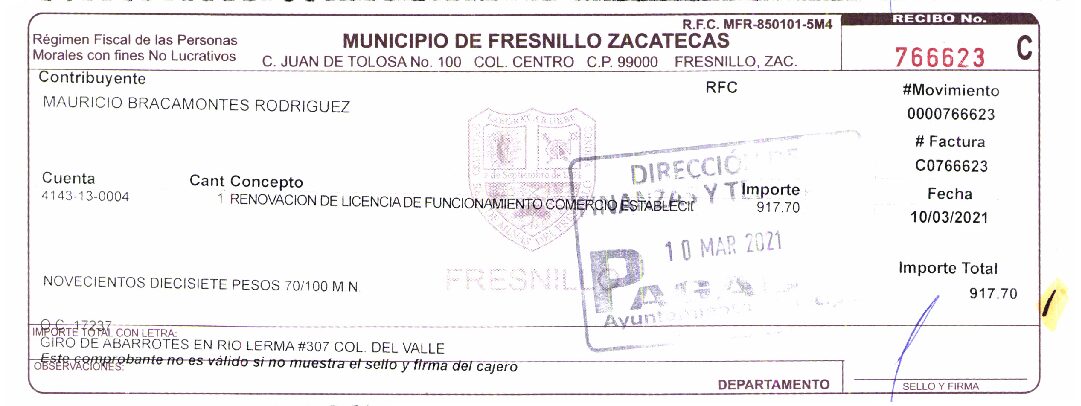 R.F.C. MFR-850101-5M4
RECIBO No.
Régimen Fiscal de las Personas
Morales con fines No Lucrativos
MUNICIPIO DE FRESNILLO ZACATECAS
C. JUAN DE TOLOSA No. 100 COL. CENTRO C.P. 99000 FRESNILLO, ZAC.
766623 C
Contribuyente
RFC
MAURICIO BRACAMONTES RODRIGUEZ
#Movimiento
0000766623
# Factura
C0766623
DIRECCIÓN DE
Cuenta
Cant Concepto
Importe
Fecha
4143-13-0004
1 RENOVACION DE LICENCIA DE FUNCIONAMIENTO COMERCIO ESTABLECID
917.70
10/03/2021
10 MAR 2021
FRESNILLO
Importe Total
917.70
NOVECIENTOS DIECISIETE PESOS 70/100 M N
O.C. 17237
IMPORTE TOTAL CON LETRA:
GIRO DE ABARROTES EN RIO LERMA #307 COL. DEL VALLE
Este comprobante no es válido si no muestra el sello y firma del cajero
OBSERVACIONES:
DEPARTAMENTO
SELLO Y FIRMA